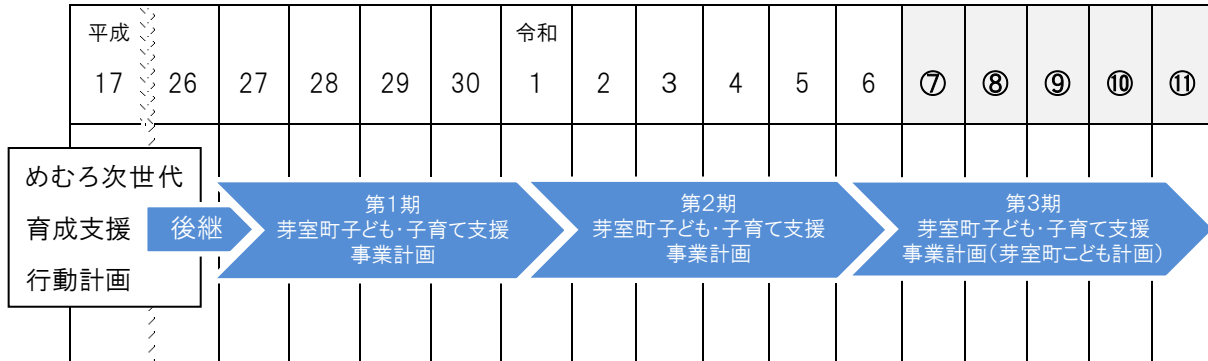 平成 令和
17 26 27 28 29 30 1 2 3 4 5 6 ⑦ ⑧ ⑨ ⑩ ⑪
めむろ次世代
育成支援
行動計画
後継
第1期
芽室町子ども・子育て支援
事業計画
第2期
芽室町子ども・子育て支援
事業計画
第3期
芽室町子ども・子育て支援
事業計画(芽室町こども計画)